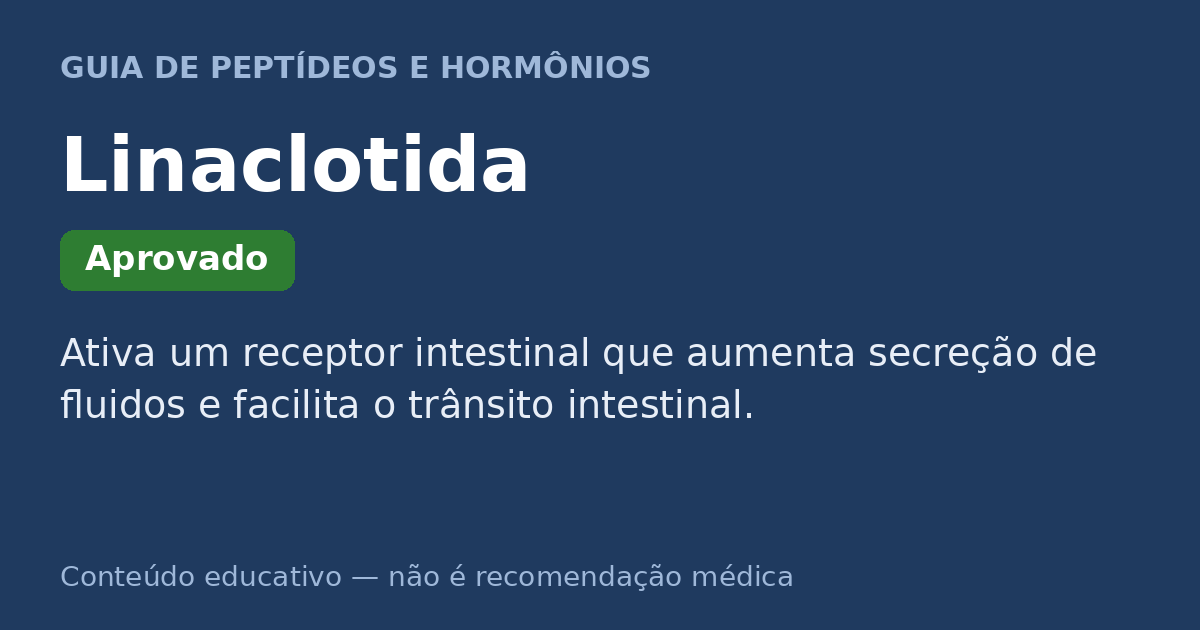 GUIA DE PEPTÍDEOS E HORMÔNIOS
Linaclotida
Aprovado
Ativa um receptor intestinal que aumenta secreção de
fluidos e facilita o trânsito intestinal.
Conteúdo educativo — não é recomendação médica